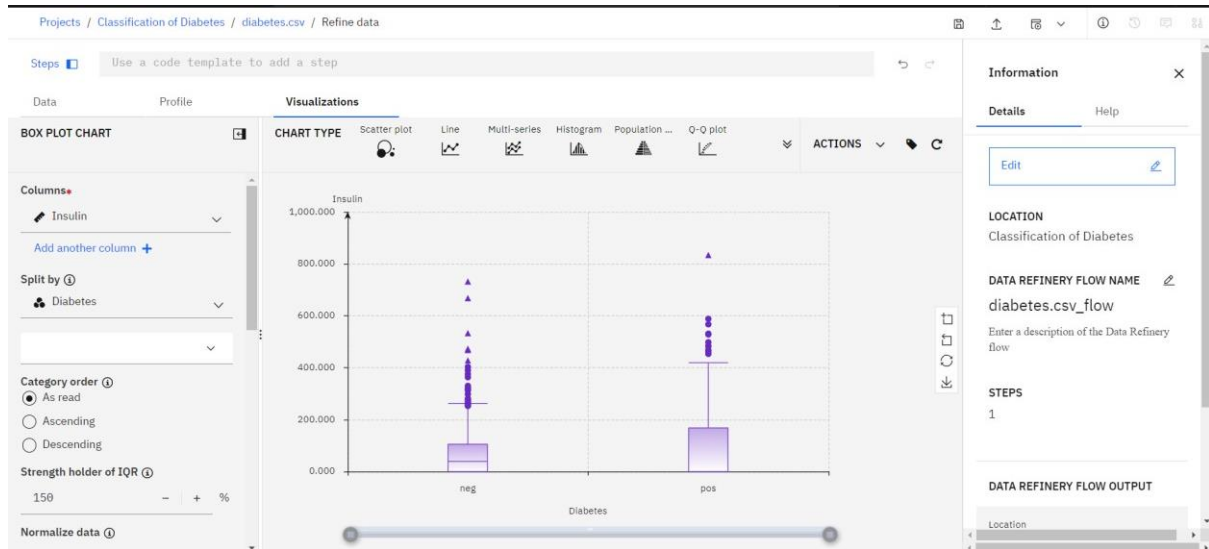 Projects / Classification of Diabetes / diabetes.csv / Refine data
Steps
Use a code template to add a step
Data
Profile
Visualizations
BOX PLOT CHART
Columns
Insulin
Add another column +
Split by
Diabetes
Category order
As read
Ascending
Descending
Strength holder of IQR
150 - + %
Normalize data
CHART TYPE
Scatter plot
Line
Multi-series
Histogram
Population ...
Q-Q plot
ACTIONS
Insulin
1,000.000
800.000
600.000
400.000
200.000
0.000
neg
pos
Diabetes
Information
Details
Help
Edit
LOCATION
Classification of Diabetes
DATA REFINERY FLOW NAME
diabetes.csv_flow
Enter a description of the Data Refinery
flow
STEPS
1
DATA REFINERY FLOW OUTPUT
Location